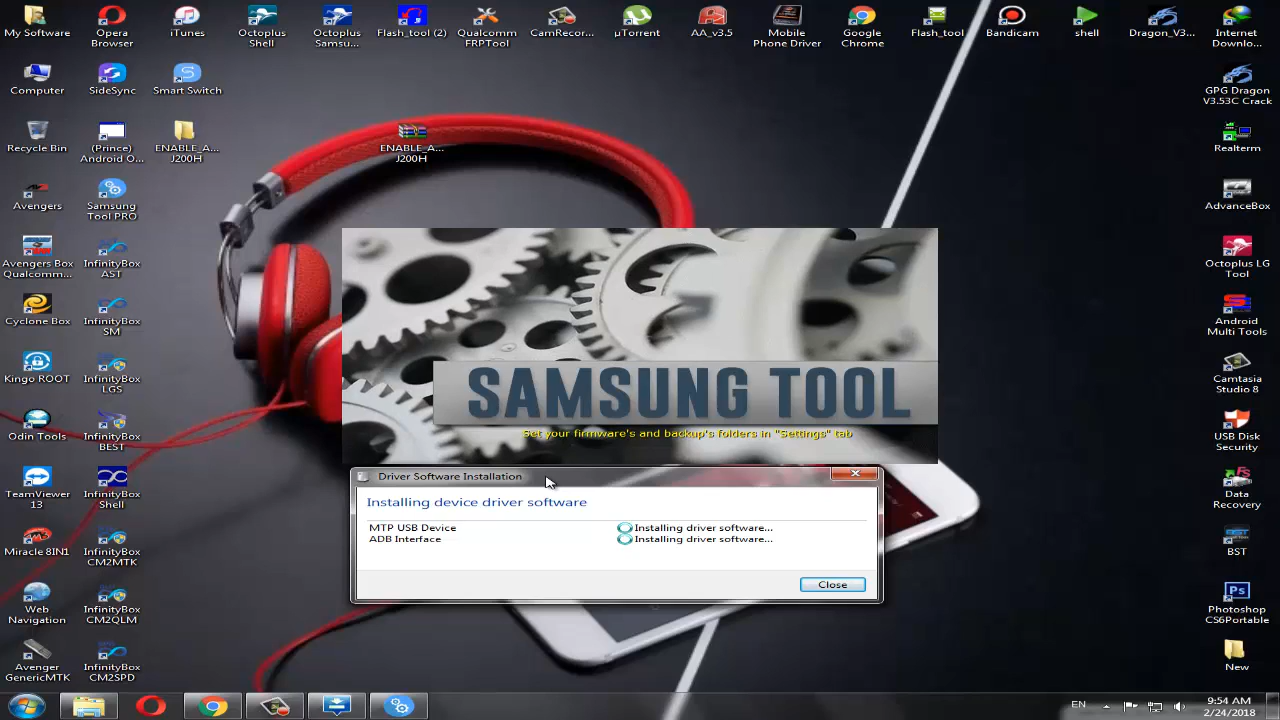 My Software
Opera
Browser
iTunes
Octoplus
Shell
Octoplus
Samsu...
Flash_tool (2)
Qualcomm
FRPTool
CamRecor...
µTorrent
AA_v3.5
Mobile
Phone Driver
Google
Chrome
Flash_tool
Bandicam
shell
Dragon_V3...
Internet
Downlo...
Computer
SideSync
Smart Switch
GPG Dragon
V3.53C Crack
Recycle Bin
(Prince)
Android O...
ENABLE_A...
J200H
ENABLE_A...
J200H
Realterm
Avengers
Samsung
Tool PRO
AdvanceBox
Avengers Box
Qualcomm...
InfinityBox
AST
Octoplus LG
Tool
Cyclone Box
InfinityBox
SM
Android
Multi Tools
Kingo ROOT
InfinityBox
LGS
Camtasia
Studio 8
SAMSUNG TOOL
Set your firmware's and backup's folders in "Settings" tab
Odin Tools
InfinityBox
BEST
USB Disk
Security
Driver Software Installation
Installing device driver software
MTP USB Device Installing driver software...
ADB Interface Installing driver software...
Close
TeamViewer
13
InfinityBox
Shell
Data
Recovery
Miracle 8IN1
InfinityBox
CM2MTK
BST
BST
Web
Navigation
InfinityBox
CM2QLM
Ps
Photoshop
CS6Portable
Avenger
GenericMTK
InfinityBox
CM2SPD
New
EN
9:54 AM
2/24/2018